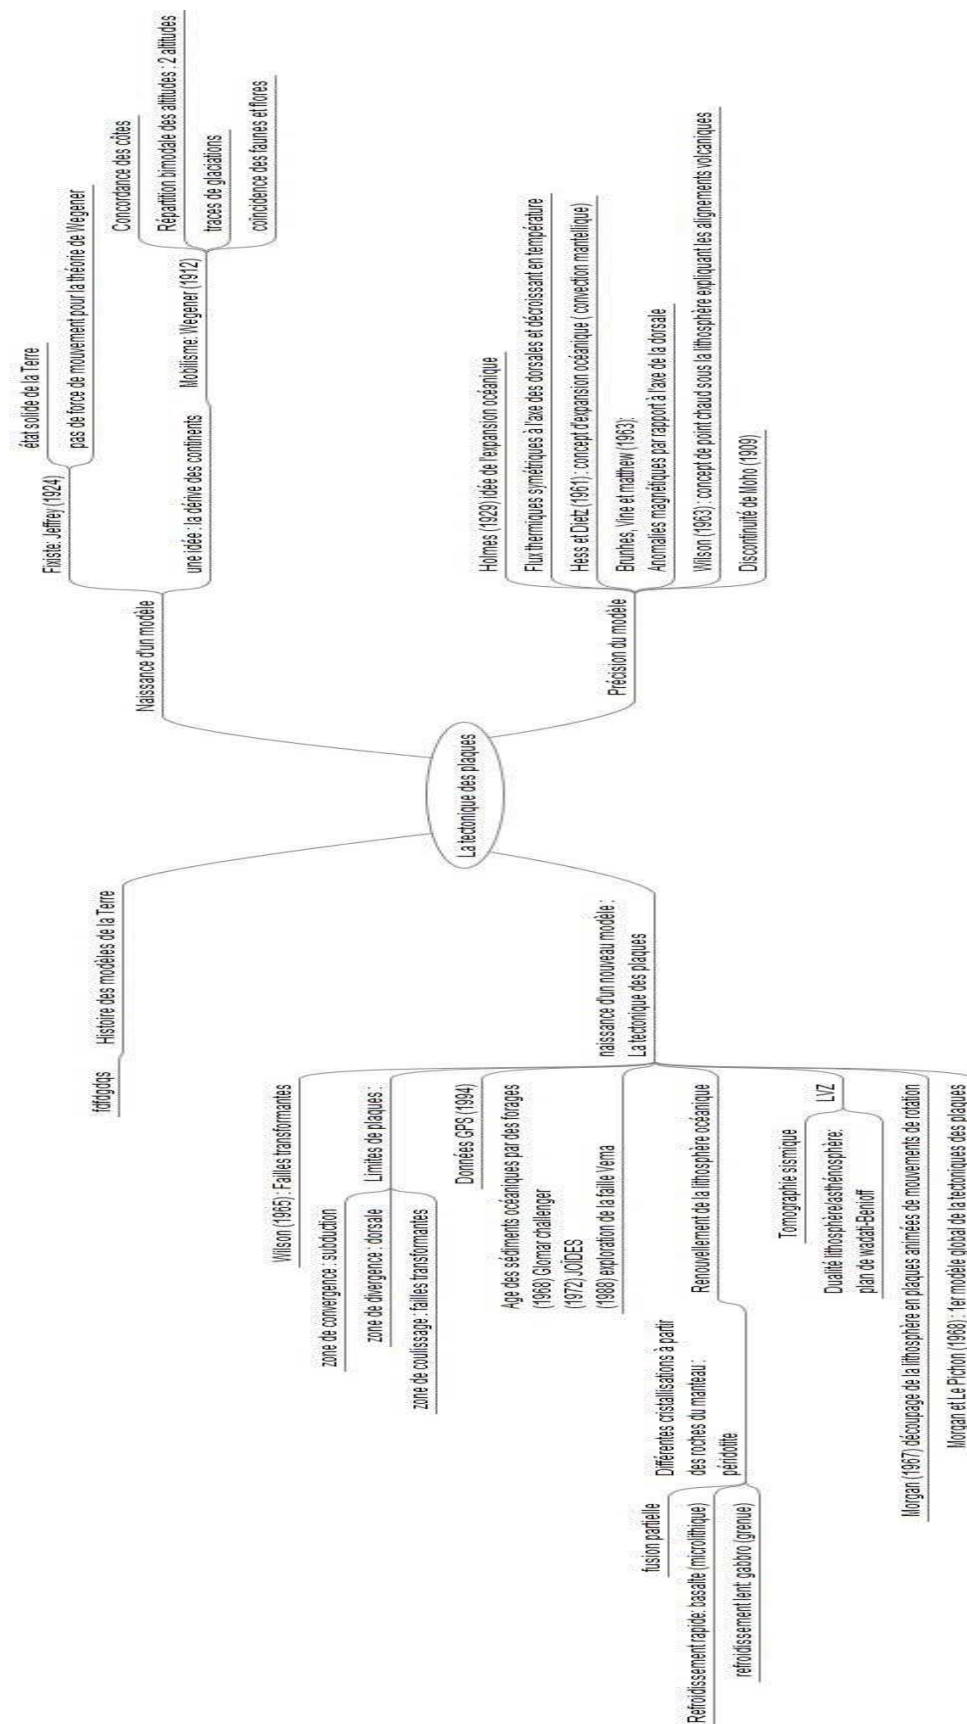 La tectonique des plaques
Naissance d'un modèle
Fixiste: Jeffrey (1924)
état solide de la Terre
pas de force de mouvement pour la théorie de Wegener
une idée : la dérive des continents
Mobilisme: Wegener (1912)
Concordance des côtes
Répartition bimodale des altitudes : 2 altitudes
traces de glaciations
coïncidence des faunes et flores
Précision du modèle
Holmes (1929) idée de l'expansion océanique
Flux thermiques symétriques à l'axe des dorsales et décroissant en température
Hess et Dietz (1961) : concept d'expansion océanique ( convection mantellique)
Brunhes, Vine et matthew (1963):
Anomalies magnétiques par rapport à l'axe de la dorsale
Wilson (1963) : concept de point chaud sous la lithosphère expliquant les alignements volcaniques
Discontinuité de Moho (1909)
Histoire des modèles de la Terre
fdfdgdqs
naissance d'un nouveau modèle :
La tectonique des plaques
Wilson (1965) : Failles transformantes
Limites de plaques :
zone de convergence : subduction
zone de divergence : dorsale
zone de coulissage : failles transformantes
Données GPS (1994)
Age des sédiments océaniques par des forages
(1968) Glomar challenger
(1972) JOÏDES
(1988) exploration de la faille Vema
Renouvellement de la lithosphère océanique
Différentes cristallisations à partir
des roches du manteau :
péridotite
fusion partielle
Refroidissement rapide: basalte (microlithique)
refroidissement lent: gabbro (grenue)
LVZ
Tomographie sismique
Dualité lithosphère/asthénosphère:
plan de wadati-Benioff
Morgan (1967) découpage de la lithosphère en plaques animées de mouvements de rotation
Morgan et Le Pichon (1968) : 1er modèle global de la tectoniques des plaques